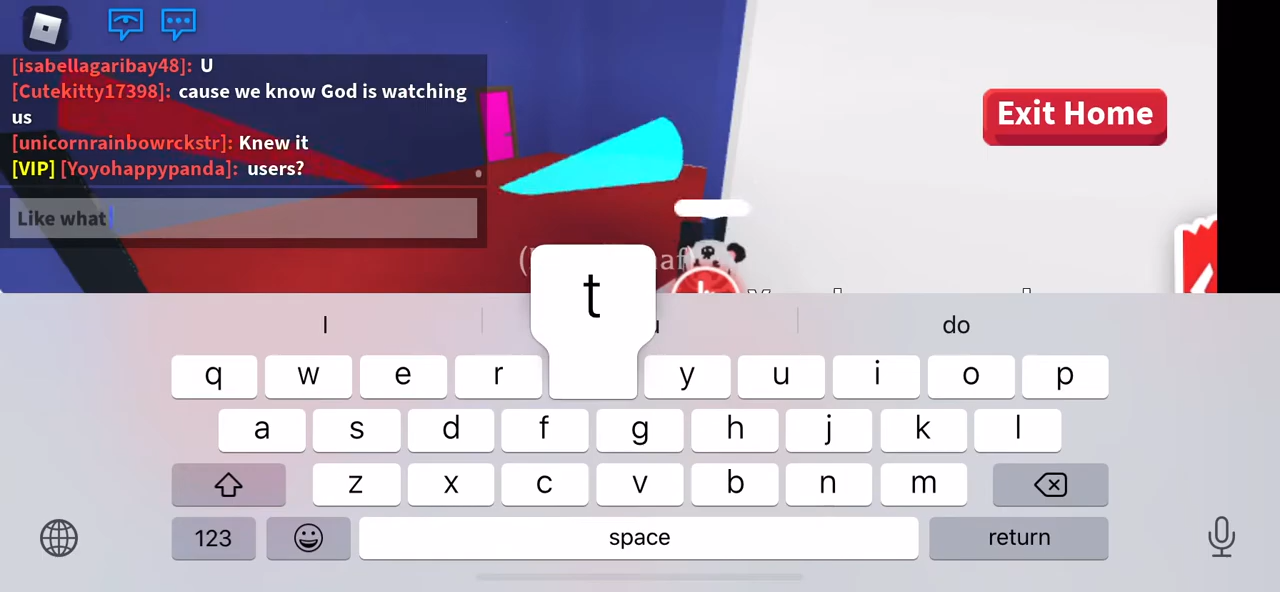 [isabellagaribay48]: U
[Cutekitty17398]: cause we know God is watching
us
[unicornrainbowrckstr]: Knew it
[VIP] [Yoyohappypanda]: users?
Exit Home
Like what
t
I
do
q w e r y u i o p
a s d f g h j k l
z x c v b n m
123 space return